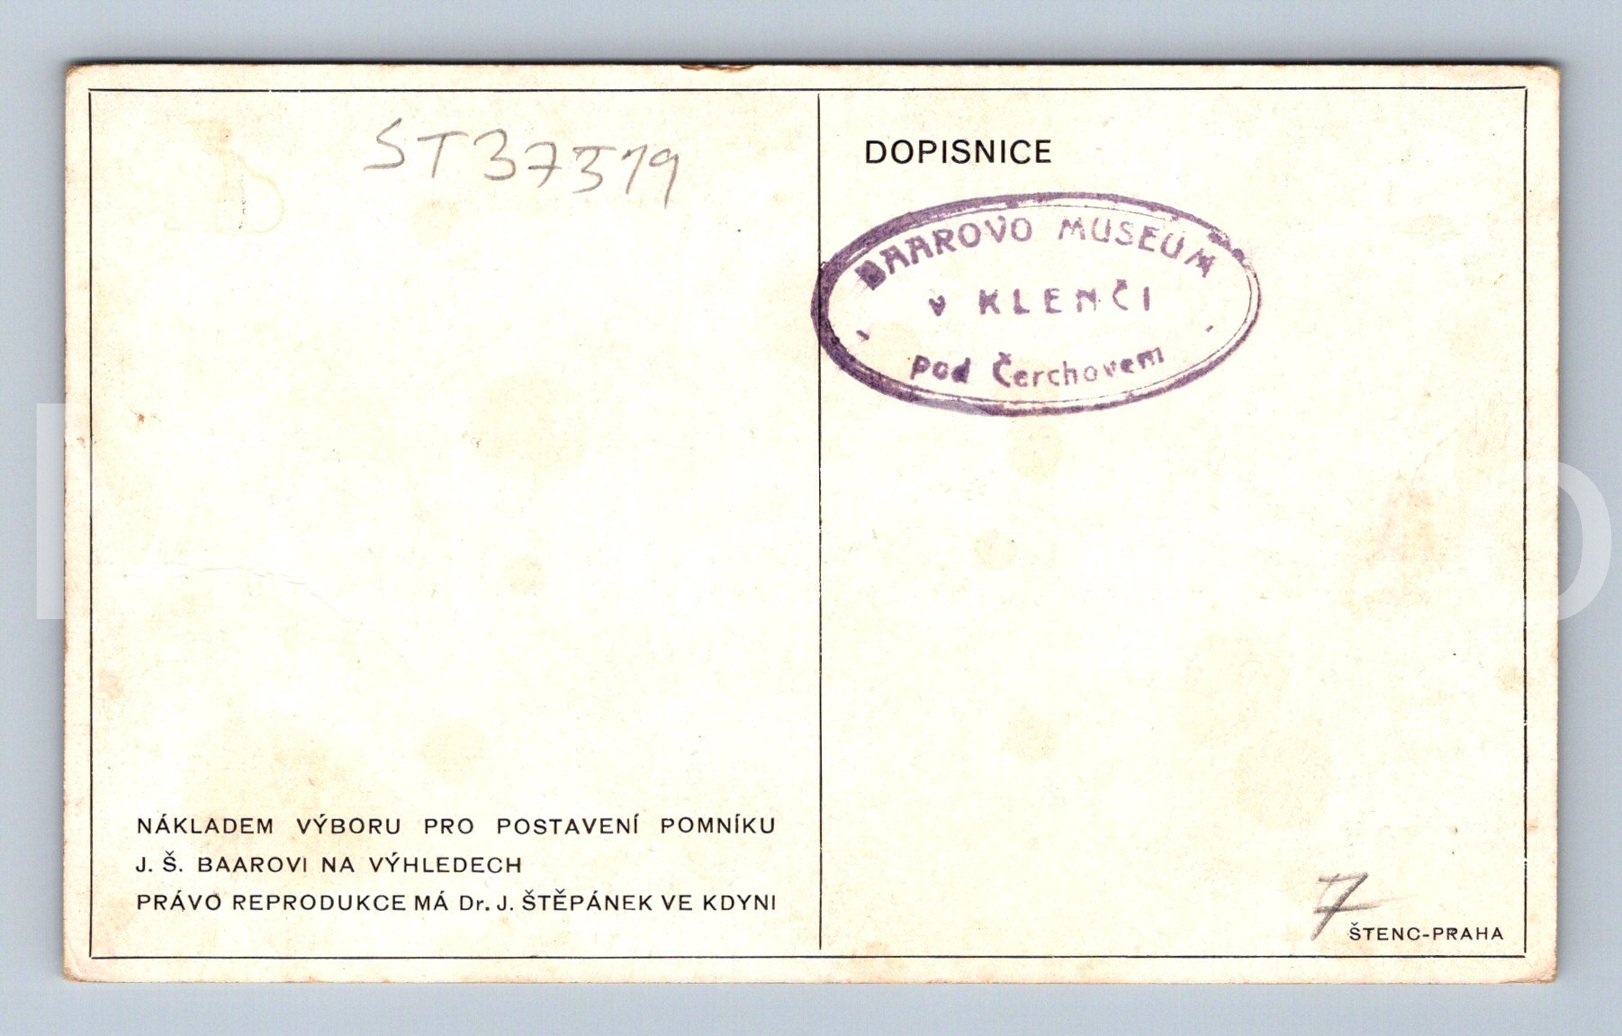 ST37379
DOPISNICE
BAAROVO MUSEUM
v KLENČI
pod Čerchovem
NÁKLADEM VÝBORU PRO POSTAVENÍ POMNÍKU
J. Š. BAAROVI NA VÝHLEDECH
PRÁVO REPRODUKCE MÁ Dr. J. ŠTĚPÁNEK VE KDYNI
7
ŠTENC-PRAHA